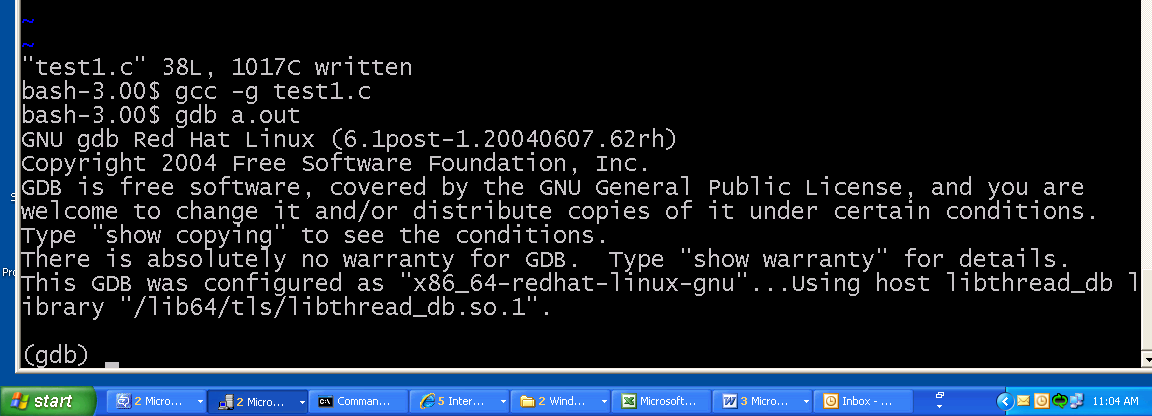 ~
~
"test1.c" 38L, 1017C written
bash-3.00$ gcc -g test1.c
bash-3.00$ gdb a.out
GNU gdb Red Hat Linux (6.1post-1.20040607.62rh)
Copyright 2004 Free Software Foundation, Inc.
GDB is free software, covered by the GNU General Public License, and you are
welcome to change it and/or distribute copies of it under certain conditions.
Type "show copying" to see the conditions.
There is absolutely no warranty for GDB.  Type "show warranty" for details.
This GDB was configured as "x86_64-redhat-linux-gnu"...Using host libthread_db l
ibrary "/lib64/tls/libthread_db.so.1".
(gdb) _
start 2 Micro... 2 Micro... Comman... 5 Inter... 2 Wind... Microsoft... 3 Micro... Inbox - ... 11:04 AM